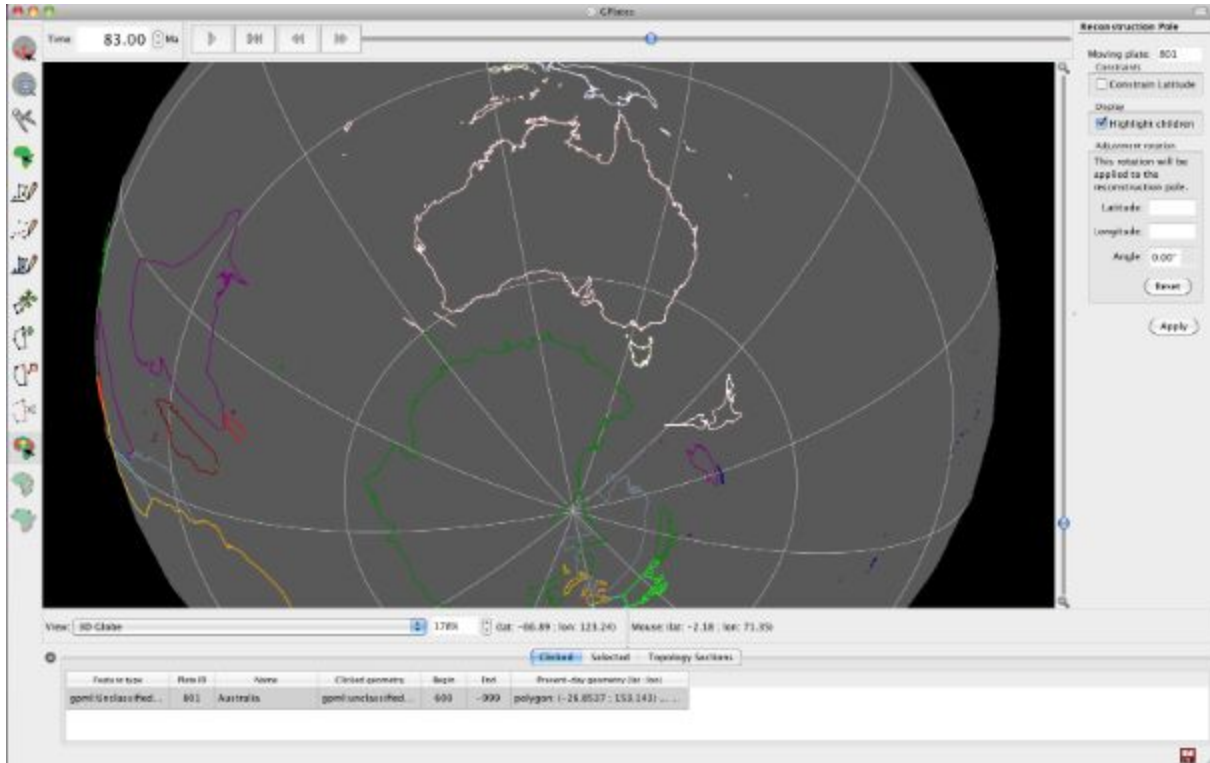 GPlates
Time: 83.00 Ma
Reconstruction Pole
Moving plate: 801
Constraints
Constrain Latitude
Display
Highlight children
Adjustment rotation
This rotation will be
applied to the
reconstruction pole.
Latitude:
Longitude:
Angle: 0.00°
Reset
Apply
View: 3D Globe 178% (lat: -66.89 ; lon: 123.24) Mouse: (lat: -2.18 ; lon: 71.35)
Clicked Selected Topology Sections
Feature type Plate ID Name Clicked geometry Begin End Present-day geometry (lat ; lon)
gpml:Unclassified... 801 Australia gpml:unclassified... 600 -999 polygon: (-26.8537 ; 153.143) ... ...